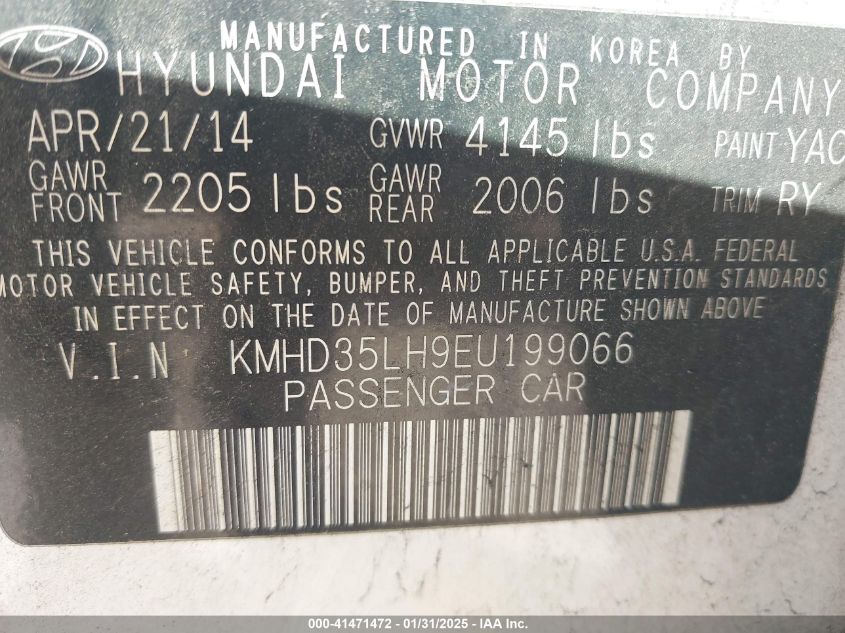 MANUFACTURED IN KOREA BY
HYUNDAI MOTOR COMPANY
APR/21/14 GVWR 4145 lbs PAINT YAC
GAWR FRONT 2205 lbs GAWR REAR 2006 lbs TRIM RY
THIS VEHICLE CONFORMS TO ALL APPLICABLE U.S.A. FEDERAL
MOTOR VEHICLE SAFETY, BUMPER, AND THEFT PREVENTION STANDARDS
IN EFFECT ON THE DATE OF MANUFACTURE SHOWN ABOVE
V.I.N KMHD35LH9EU199066
PASSENGER CAR
000-41471472 - 01/31/2025 - IAAI.com